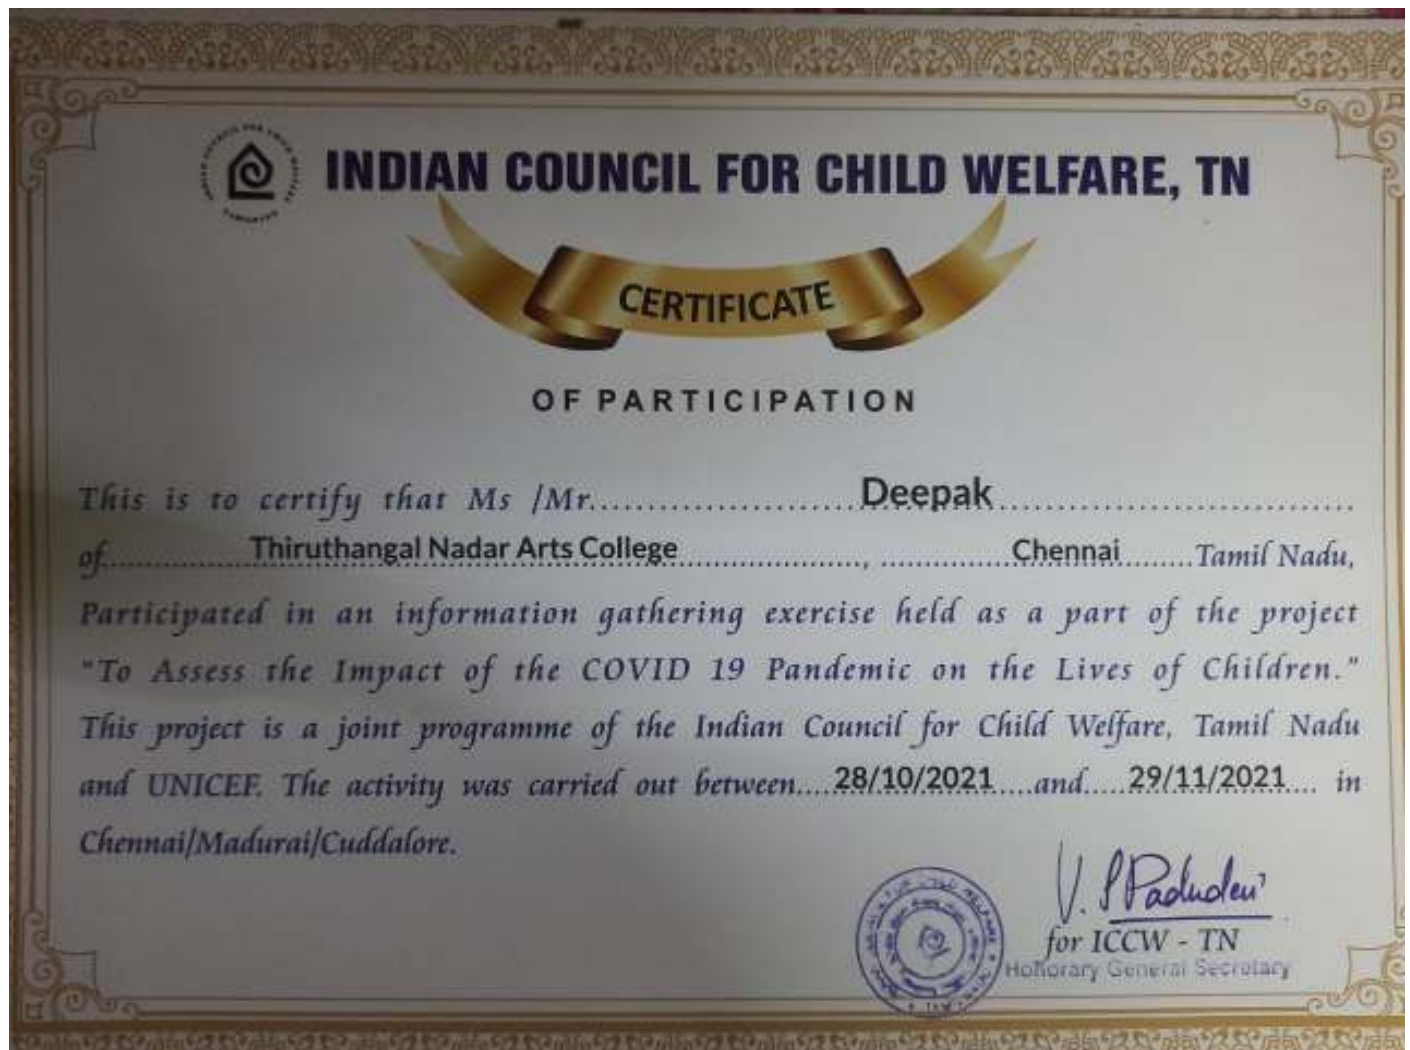 INDIAN COUNCIL FOR CHILD WELFARE, TN
CERTIFICATE
OF PARTICIPATION
This is to certify that Ms /Mr..................................Deepak..............................................
of....................Thiruthangal Nadar Arts College........................, ..................Chennai.........Tamil Nadu,
Participated in an information gathering exercise held as a part of the project
"To Assess the Impact of the COVID 19 Pandemic on the Lives of Children."
This project is a joint programme of the Indian Council for Child Welfare, Tamil Nadu
and UNICEF. The activity was carried out between....28/10/2021....and.....29/11/2021.... in
Chennai/Madurai/Cuddalore.
for ICCW - TN
Honorary General Secretary